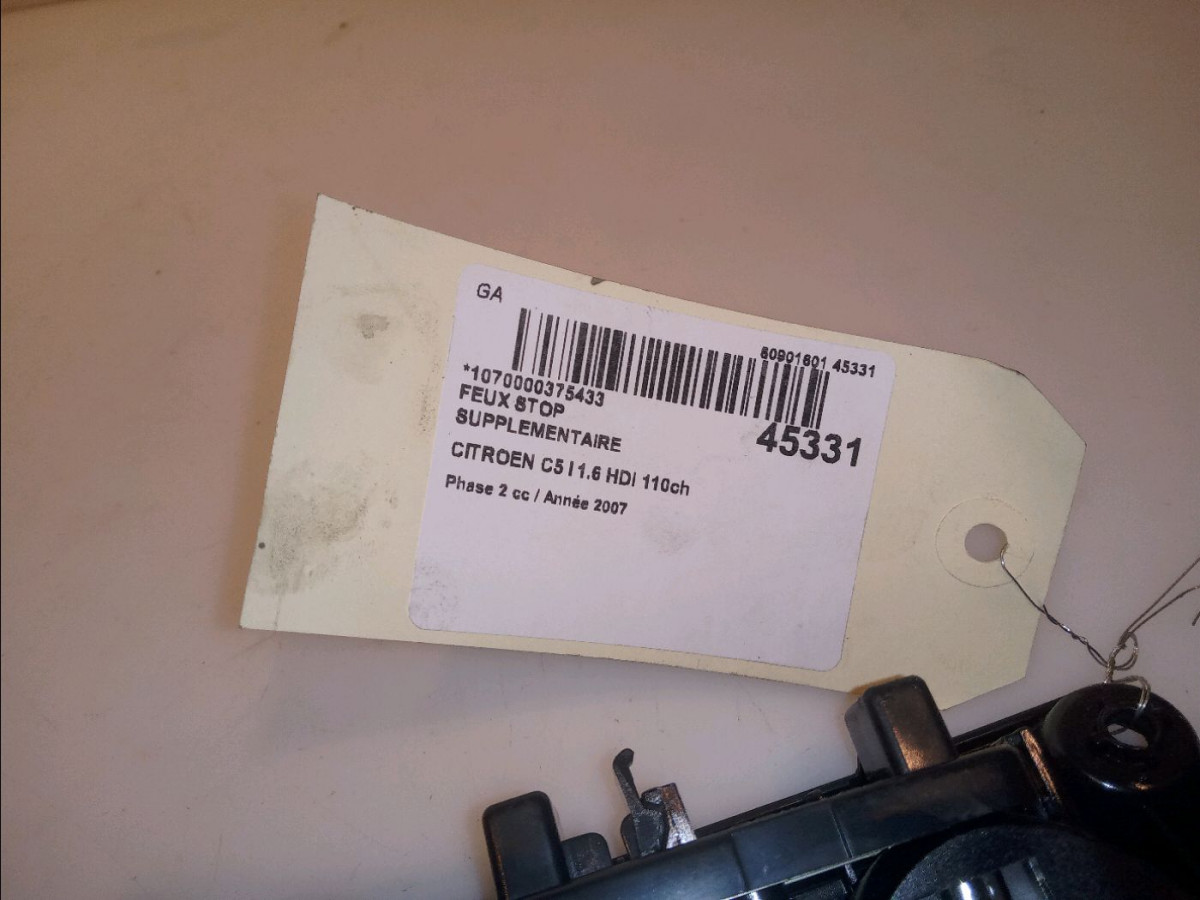 GA
60901601 45331
*1070000375433
FEUX STOP
SUPPLEMENTAIRE
45331
CITROEN C5 I 1.6 HDI 110ch
Phase 2 cc / Année 2007